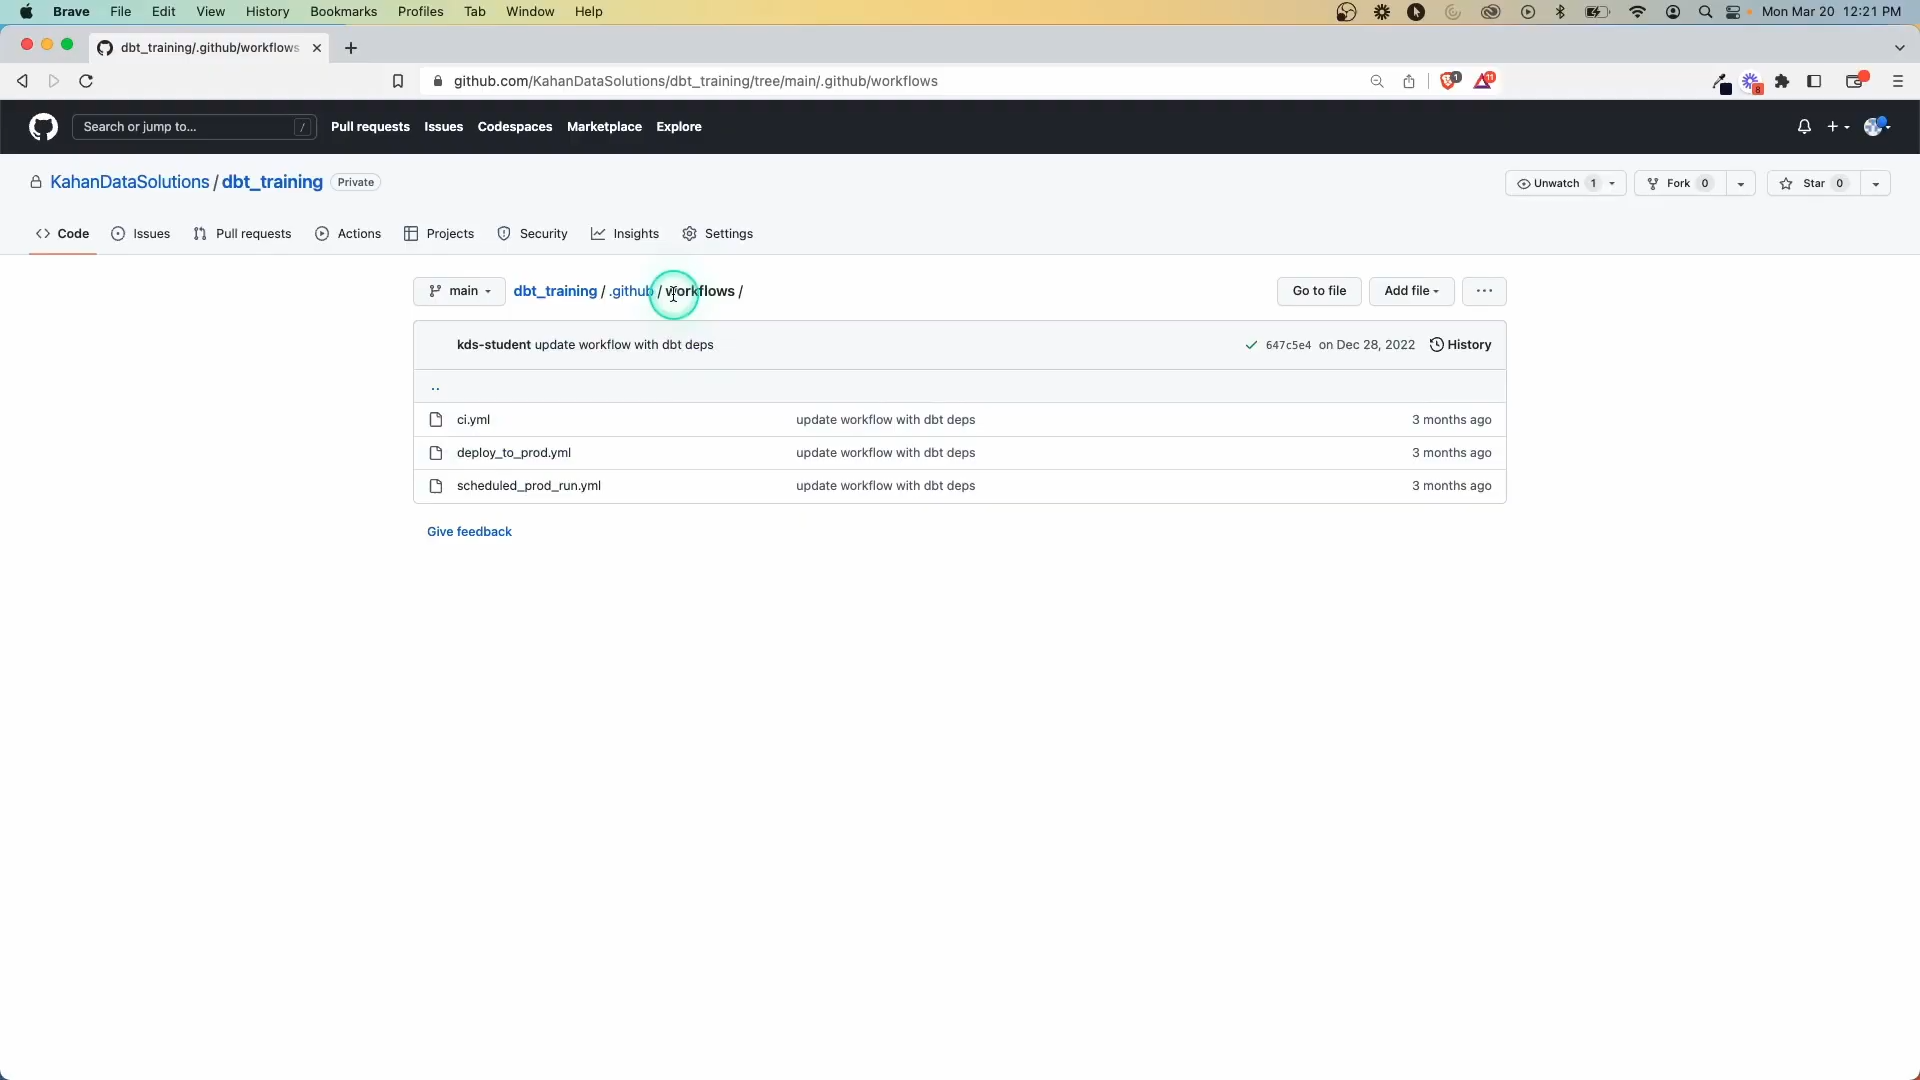 Brave File Edit View History Bookmarks Profiles Tab Window Help Mon Mar 20 12:21 PM
dbt_training/.github/workflows
github.com/KahanDataSolutions/dbt_training/tree/main/.github/workflows 1 11 8
Search or jump to... / Pull requests Issues Codespaces Marketplace Explore
KahanDataSolutions / dbt_training Private Unwatch 1 Fork 0 Star 0
Code Issues Pull requests Actions Projects Security Insights Settings
main dbt_training / .github / workflows / Go to file Add file ...
kds-student update workflow with dbt deps 647c5e4 on Dec 28, 2022 History
..
ci.yml update workflow with dbt deps 3 months ago
deploy_to_prod.yml update workflow with dbt deps 3 months ago
scheduled_prod_run.yml update workflow with dbt deps 3 months ago
Give feedback